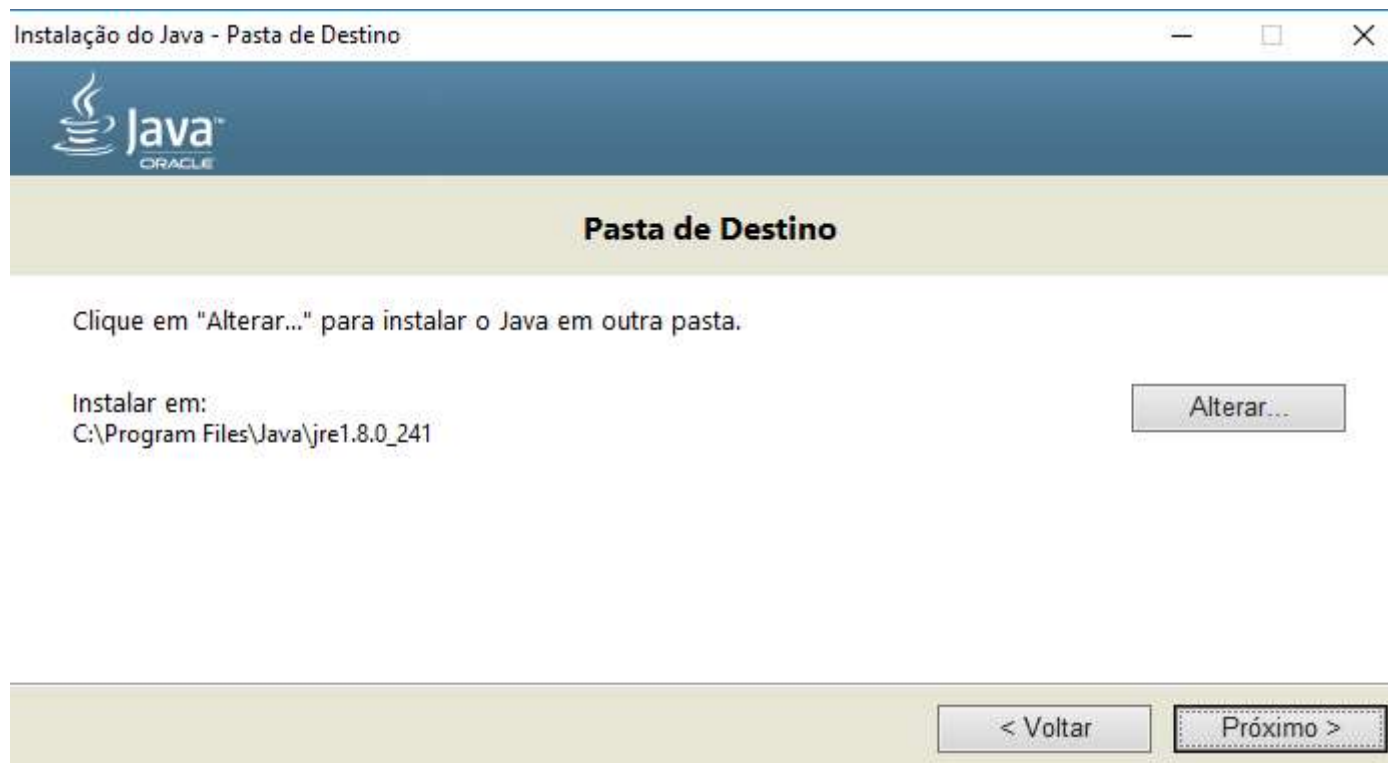 Instalação do Java - Pasta de Destino
Java™
ORACLE
Pasta de Destino
Clique em "Alterar..." para instalar o Java em outra pasta.
Instalar em:
Alterar...
C:\Program Files\Java\jre1.8.0_241
< Voltar
Próximo >